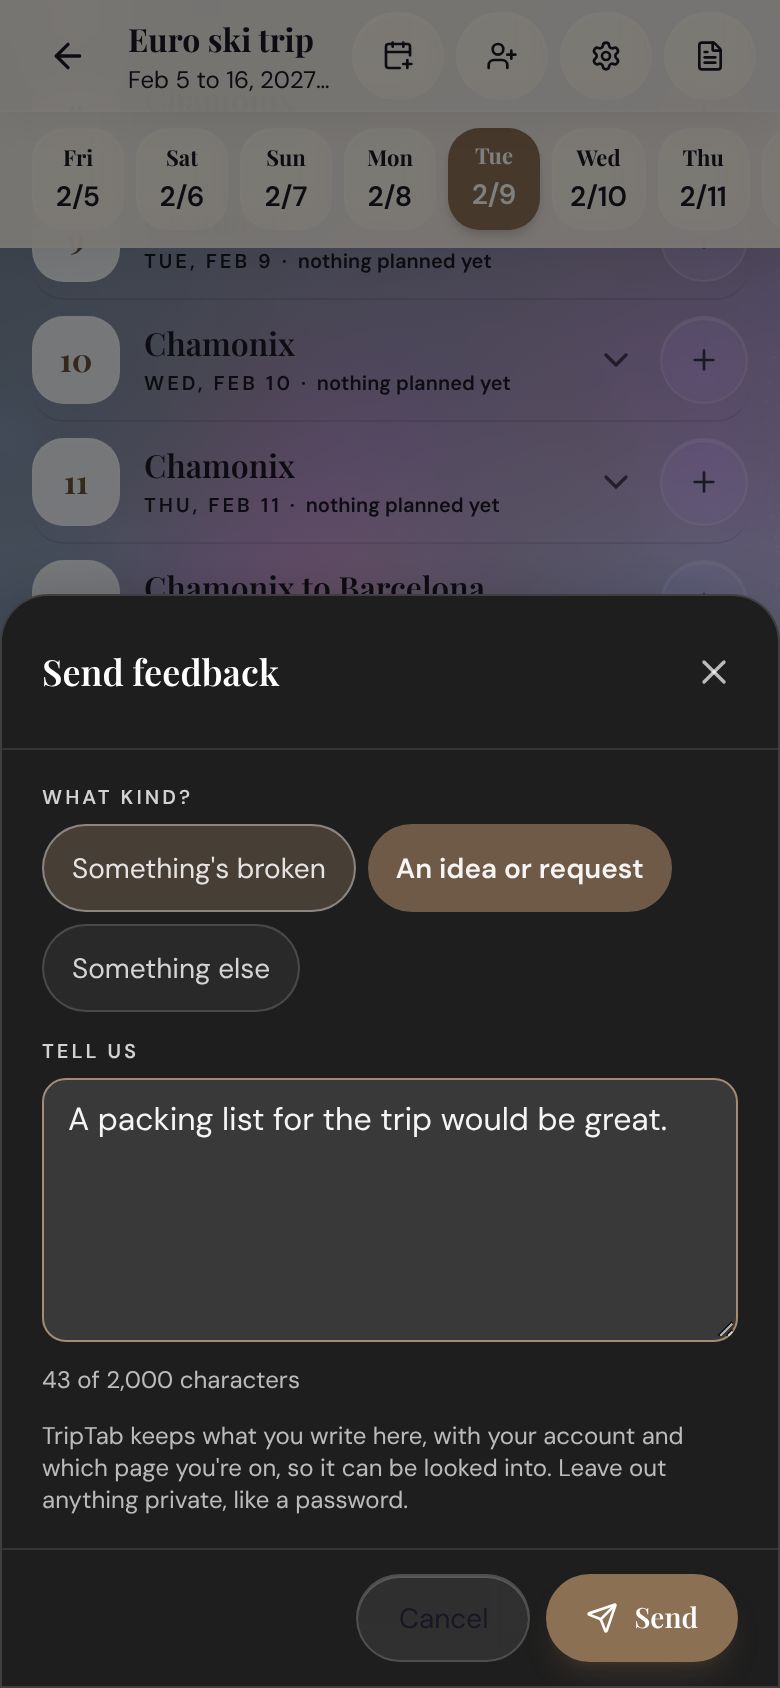 Euro ski trip
Feb 5 to 16, 2027...
Fri
2/5
Sat
2/6
Sun
2/7
Mon
2/8
Tue
2/9
Wed
2/10
Thu
2/11
TUE, FEB 9 · nothing planned yet
10
Chamonix
WED, FEB 10 · nothing planned yet
11
Chamonix
THU, FEB 11 · nothing planned yet
Chamonix to Barcelona
Send feedback
WHAT KIND?
Something's broken
An idea or request
Something else
TELL US
A packing list for the trip would be great.
43 of 2,000 characters
TripTab keeps what you write here, with your account and
which page you're on, so it can be looked into. Leave out
anything private, like a password.
Cancel
Send